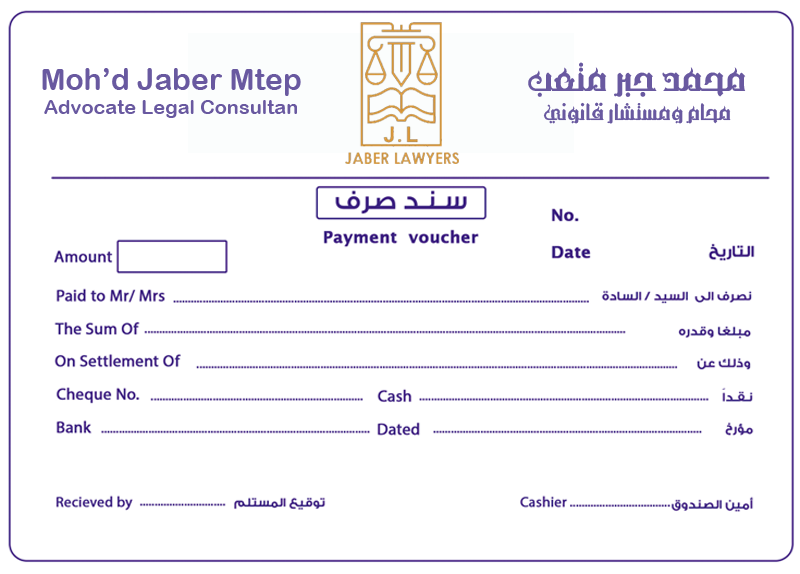 Moh'd Jaber Mtep
Advocate Legal Consultan
J.L
JABER LAWYERS
محمد جبر متعب
محام ومستشار قانوني
سند صرف
Payment voucher
No.
Date التاريخ
Amount
Paid to Mr/ Mrs نصرف الى السيد / السادة
The Sum Of مبلغا وقدره
On Settlement Of وذلك عن
Cheque No. Cash نقداً
Bank Dated مؤرخ
Recieved by توقيع المستلم Cashier أمين الصندوق